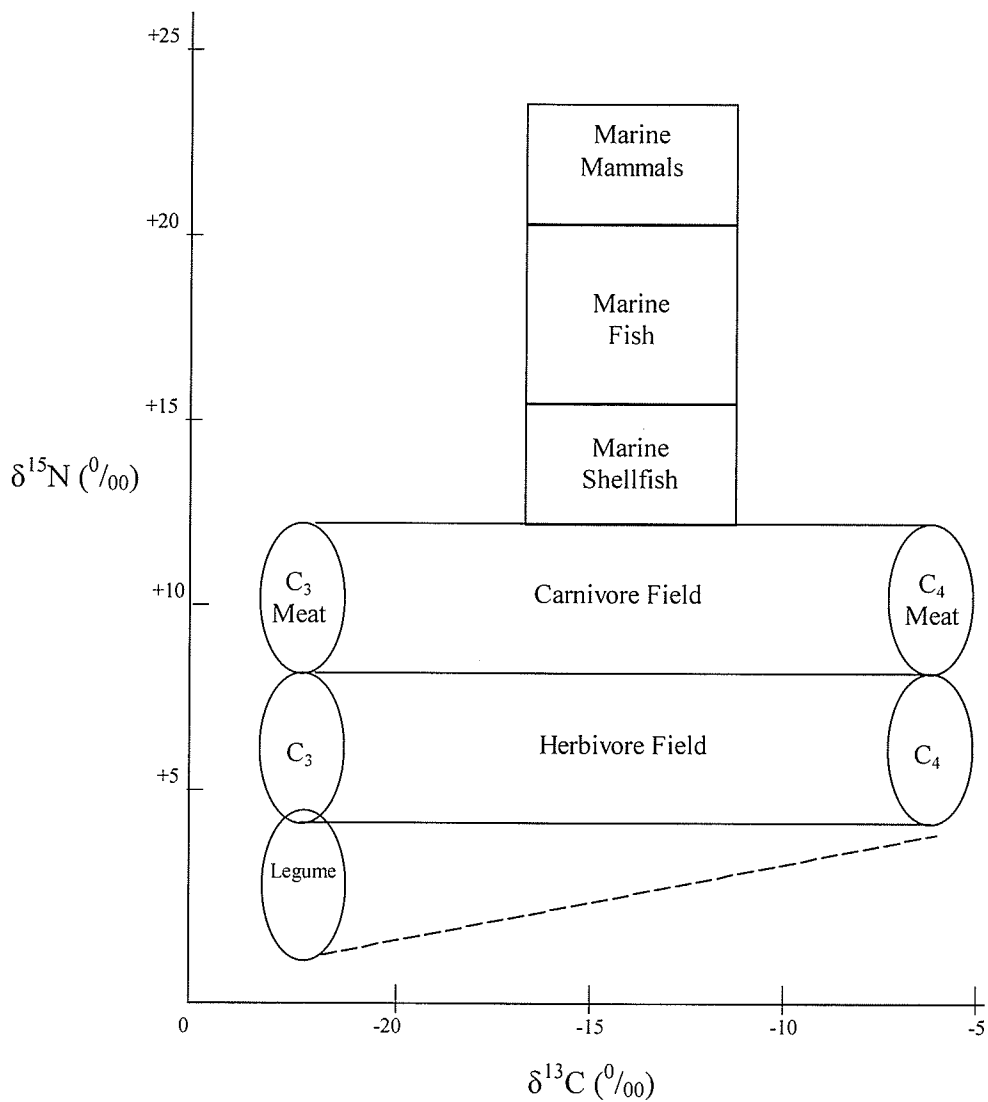 +25
Marine
Mammals
+20
Marine
Fish
+15
Marine
Shellfish
δ¹⁵N (⁰/₀₀)
C₃
Meat
+10
Carnivore Field
C₄
Meat
C₃
Herbivore Field
C₄
+5
Legume
0
-20
-15
-10
-5
δ¹³C (⁰/₀₀)